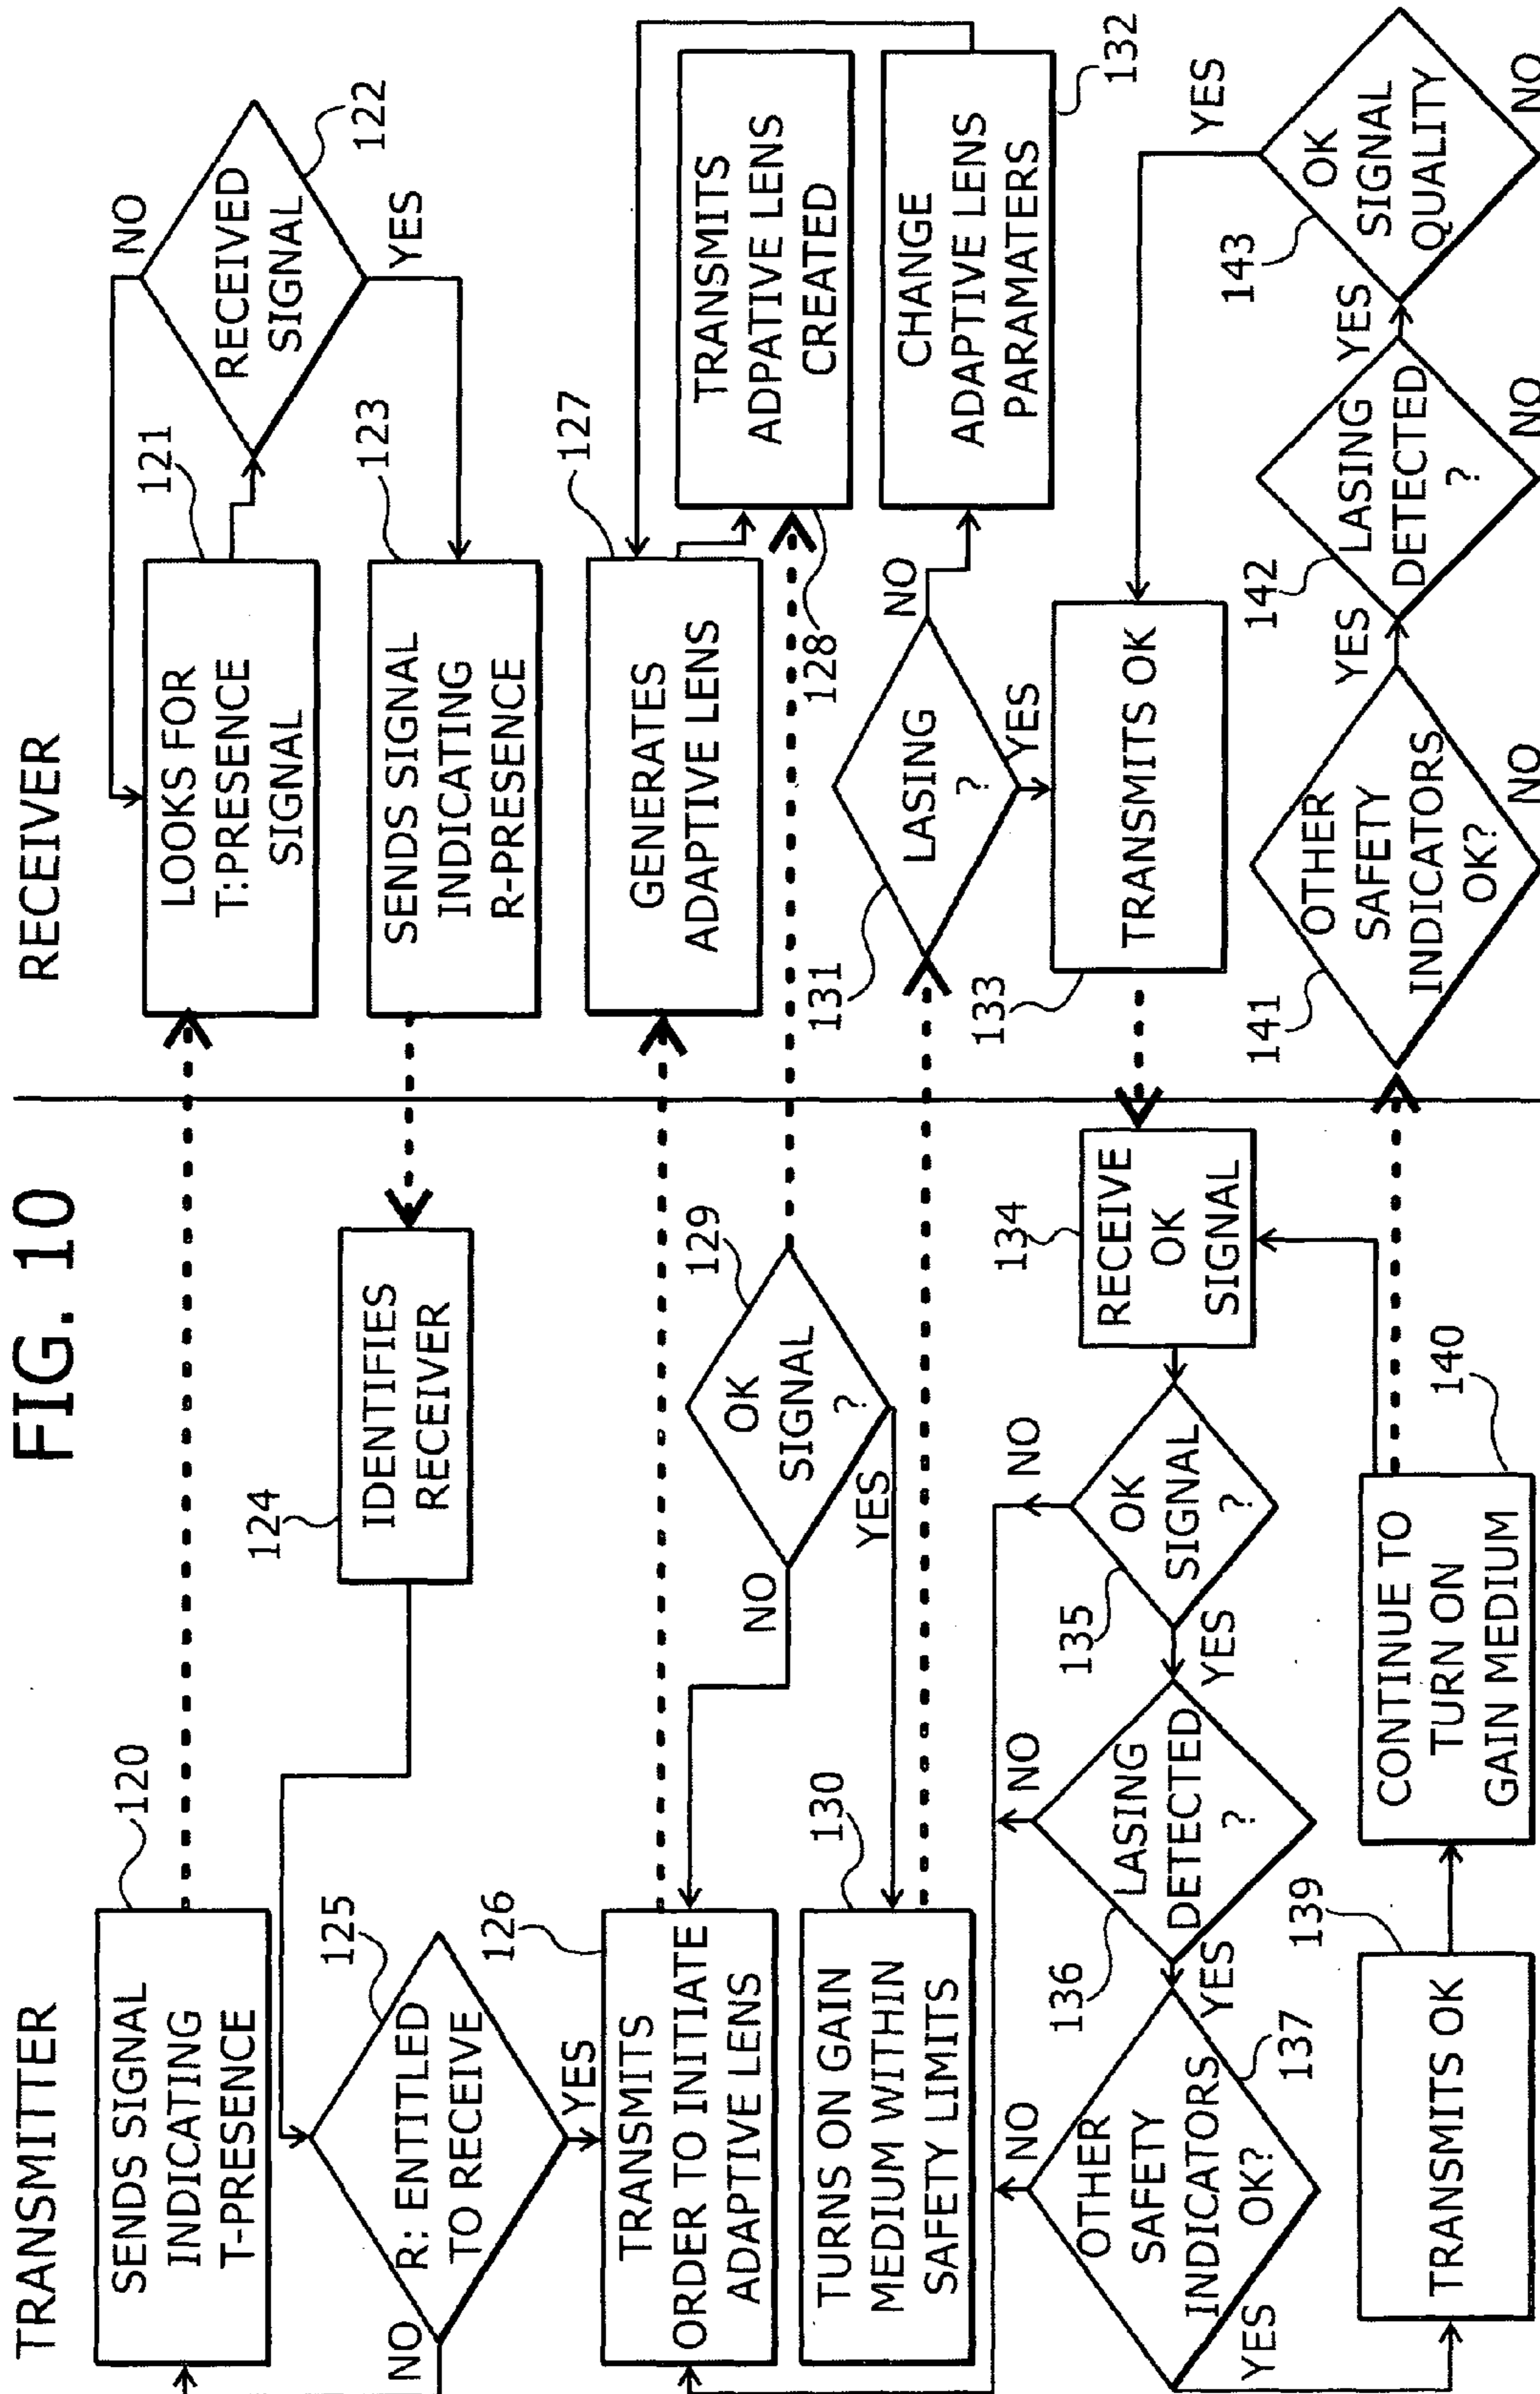 FIG. 10
TRANSMITTER
RECEIVER
SENDS SIGNAL
INDICATING
T-PRESENCE
120
LOOKS FOR
T:PRESENCE
SIGNAL
121
RECEIVED
SIGNAL
122
NO
YES
SENDS SIGNAL
INDICATING
R-PRESENCE
123
IDENTIFIES
RECEIVER
124
R: ENTITLED
TO RECEIVE
125
NO
YES
TRANSMITS
ORDER TO INITIATE
ADAPTIVE LENS
126
GENERATES
ADAPTIVE LENS
127
TRANSMITS
ADPATIVE LENS
CREATED
128
OK
SIGNAL
?
129
NO
YES
TURNS ON GAIN
MEDIUM WITHIN
SAFETY LIMITS
130
LASING
?
131
NO
YES
CHANGE
ADAPTIVE LENS
PARAMATERS
132
TRANSMITS OK
133
RECEIVE
OK
SIGNAL
134
OK
SIGNAL
?
135
NO
YES
LASING
DETECTED
?
136
NO
YES
OTHER
SAFETY
INDICATORS
OK?
137
NO
YES
TRANSMITS OK
139
CONTINUE TO
TURN ON
GAIN MEDIUM
140
OTHER
SAFETY
INDICATORS
OK?
141
YES
NO
LASING
DETECTED
?
142
YES
NO
OK
SIGNAL
QUALITY
143
YES
NO